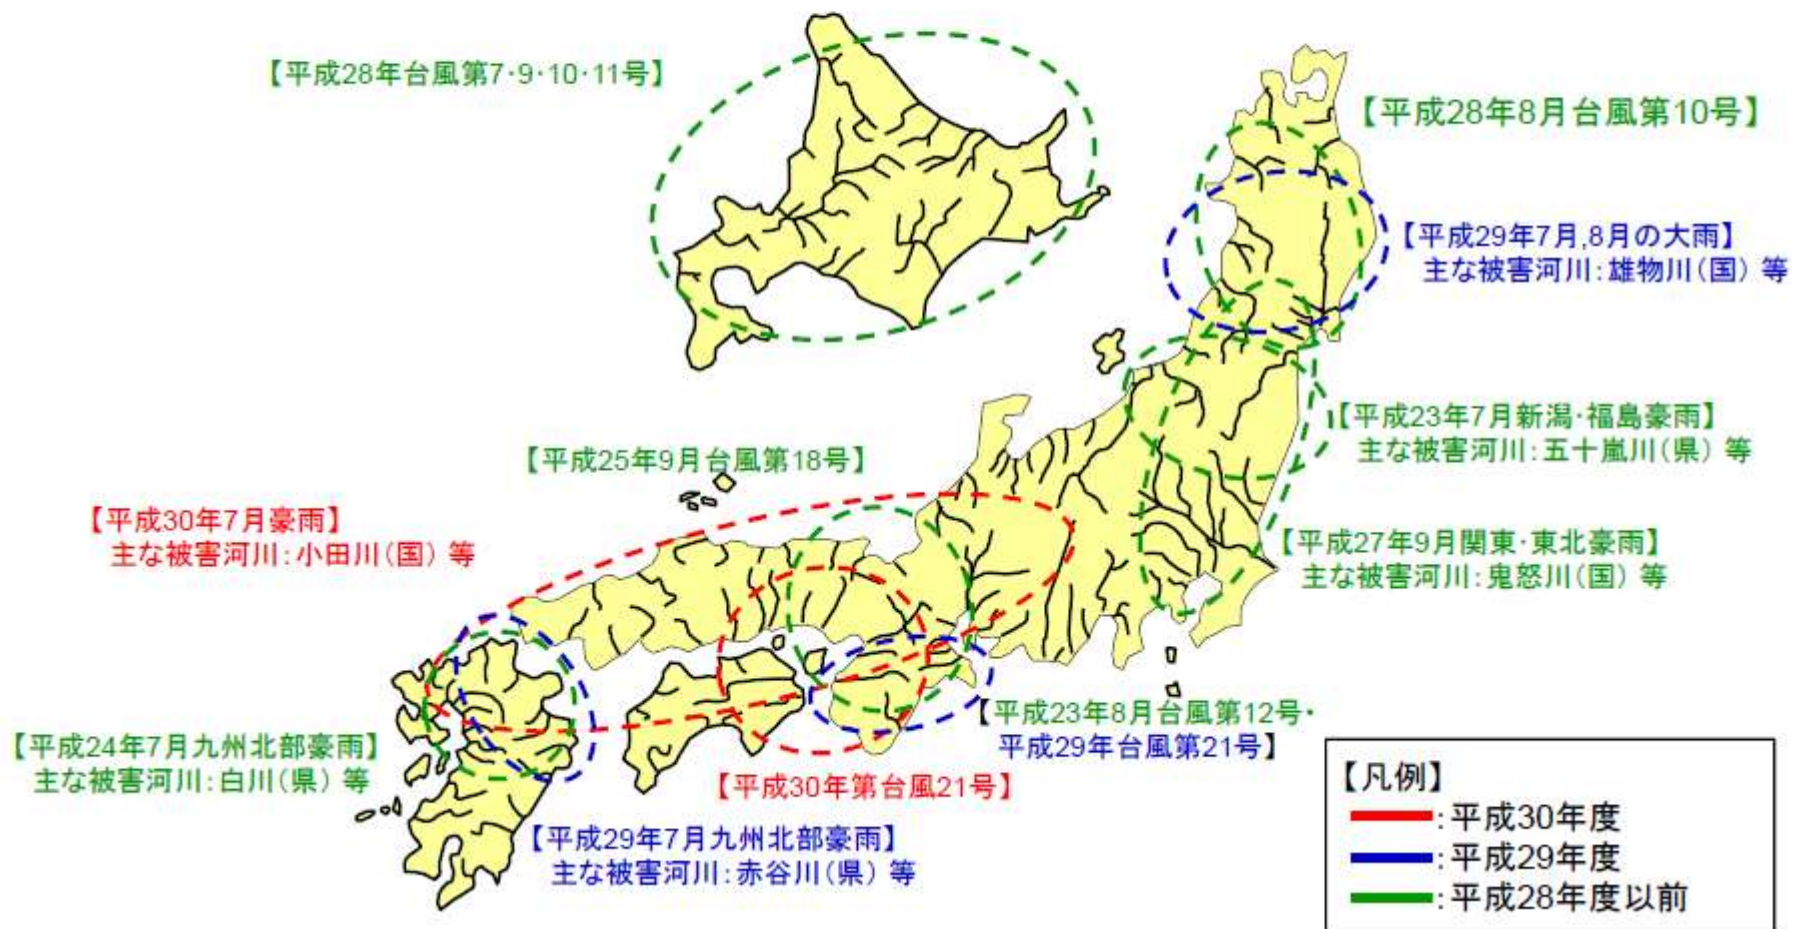 【平成28年台風第7･9･10･11号】
【平成28年8月台風第10号】
【平成29年7月,8月の大雨】
主な被害河川：雄物川（国） 等
【平成23年7月新潟･福島豪雨】
主な被害河川：五十嵐川（県） 等
【平成25年9月台風第18号】
【平成30年7月豪雨】
主な被害河川：小田川（国） 等
【平成27年9月関東･東北豪雨】
主な被害河川：鬼怒川（国） 等
【平成23年8月台風第12号･
平成29年台風第21号】
【平成24年7月九州北部豪雨】
主な被害河川：白川（県） 等
【平成30年第台風21号】
【平成29年7月九州北部豪雨】
主な被害河川：赤谷川（県） 等
【凡例】
：平成30年度
：平成29年度
：平成28年度以前